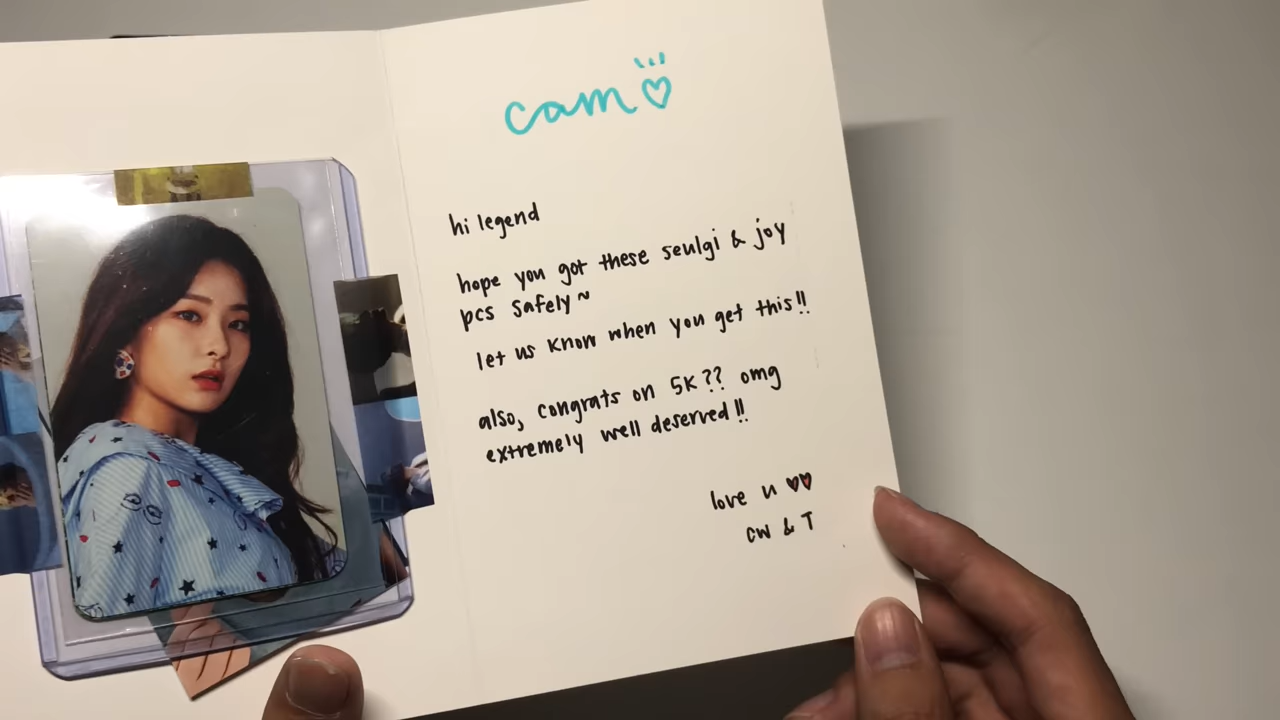 cam
hi legend
hope you got these seulgi & joy
pcs safely~
let us know when you get this!!
also, congrats on 5K?? omg
extremely well deserved!!
love u ♥♥
CW & T